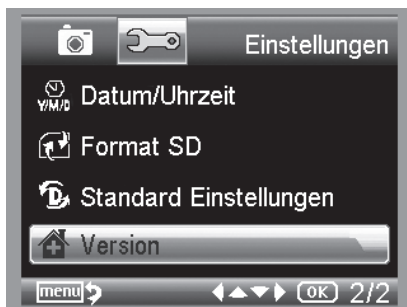 Einstellungen
Y/M/D Datum/Uhrzeit
Format SD
D Standard Einstellungen
Version
menu OK 2/2